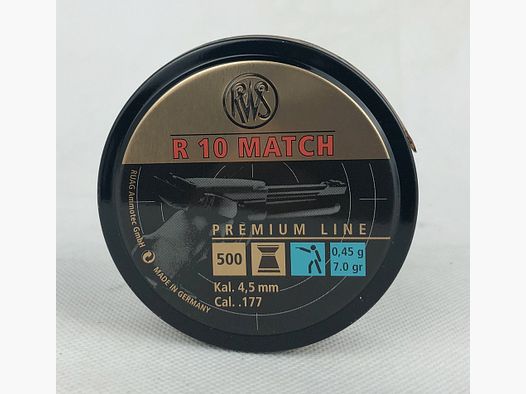 RWS
R 10 MATCH
PREMIUM LINE
500
0,45 g
7.0 gr
Kal. 4,5 mm
Cal. .177
RUAG Ammotec GmbH
MADE IN GERMANY